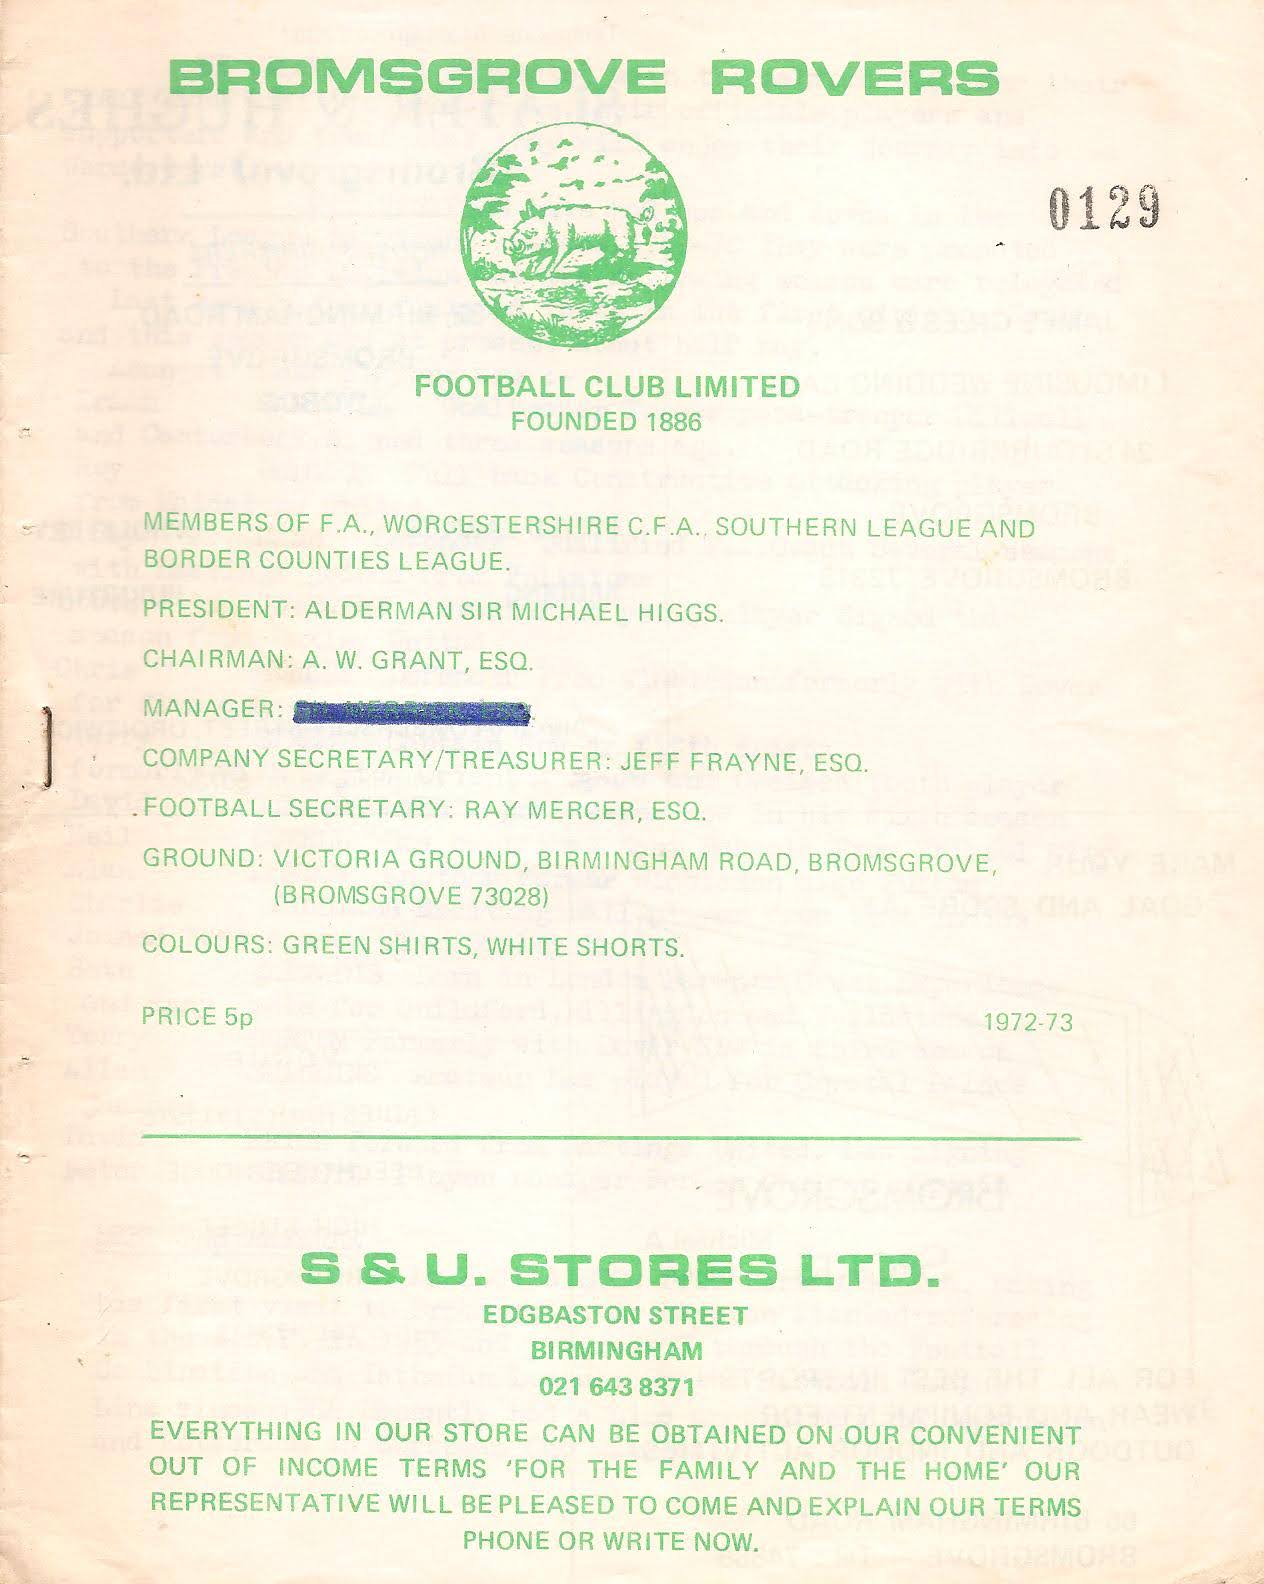 BROMSGROVE ROVERS
0129
FOOTBALL CLUB LIMITED
FOUNDED 1886
MEMBERS OF F.A., WORCESTERSHIRE C.F.A., SOUTHERN LEAGUE AND
BORDER COUNTIES LEAGUE.
PRESIDENT: ALDERMAN SIR MICHAEL HIGGS.
CHAIRMAN: A. W. GRANT, ESQ.
MANAGER:
COMPANY SECRETARY/TREASURER: JEFF FRAYNE, ESQ.
FOOTBALL SECRETARY: RAY MERCER, ESQ.
GROUND: VICTORIA GROUND, BIRMINGHAM ROAD, BROMSGROVE,
(BROMSGROVE 73028)
COLOURS: GREEN SHIRTS, WHITE SHORTS.
PRICE 5p 1972-73
S & U. STORES LTD.
EDGBASTON STREET
BIRMINGHAM
021 643 8371
EVERYTHING IN OUR STORE CAN BE OBTAINED ON OUR CONVENIENT
OUT OF INCOME TERMS 'FOR THE FAMILY AND THE HOME' OUR
REPRESENTATIVE WILL BE PLEASED TO COME AND EXPLAIN OUR TERMS
PHONE OR WRITE NOW.